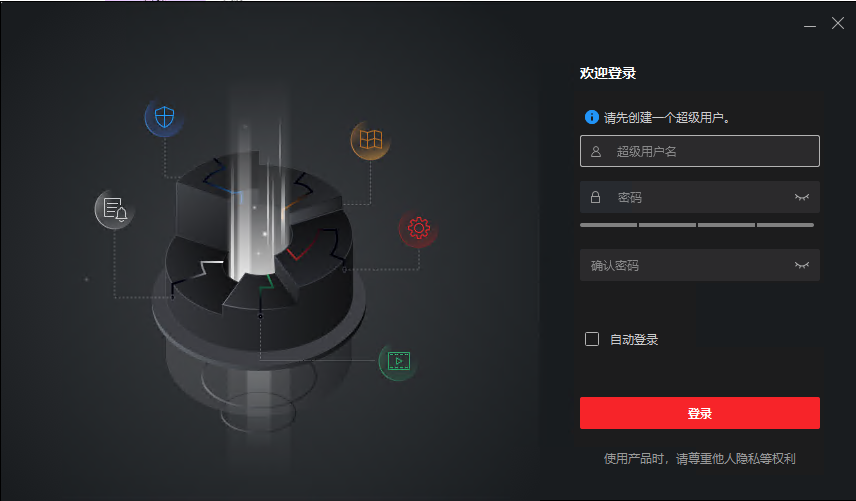 欢迎登录
请先创建一个超级用户。
超级用户名
密码
确认密码
自动登录
登录
使用产品时，请尊重他人隐私等权利